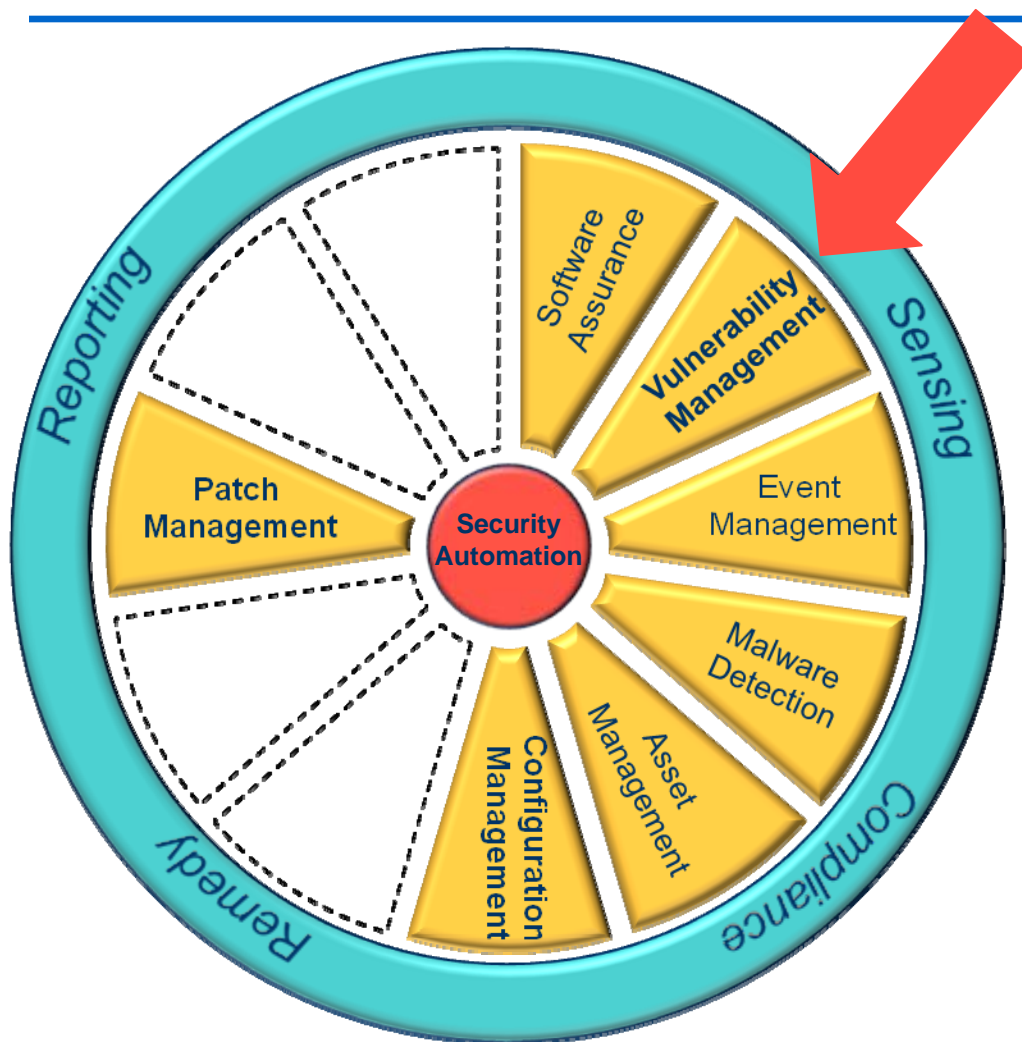 Software
Assurance
Vulnerability
Management
Event
Management
Malware
Detection
Asset
Management
Configuration
Management
Patch
Management
Security
Automation
Sensing
Compliance
Remedy
Reporting